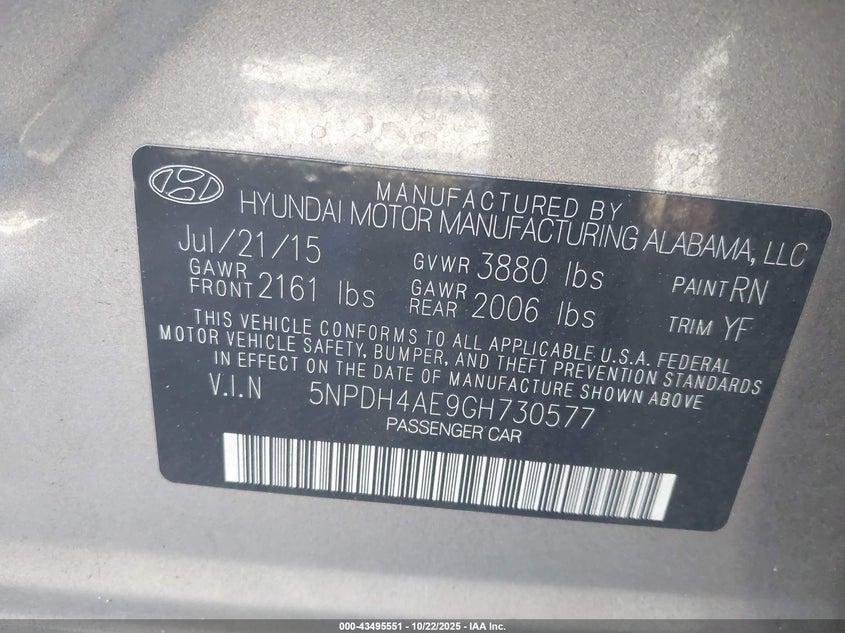 MANUFACTURED BY
HYUNDAI MOTOR MANUFACTURING ALABAMA, LLC
Jul/21/15 GVWR 3880 lbs PAINT RN
GAWR FRONT 2161 lbs GAWR REAR 2006 lbs TRIM YF
THIS VEHICLE CONFORMS TO ALL APPLICABLE U.S.A. FEDERAL
MOTOR VEHICLE SAFETY, BUMPER, AND THEFT PREVENTION STANDARDS
IN EFFECT ON THE DATE OF MANUFACTURE SHOWN ABOVE
V.I.N 5NPDH4AE9GH730577
PASSENGER CAR
000-43495551 | 10/22/2025 - IAA Inc.